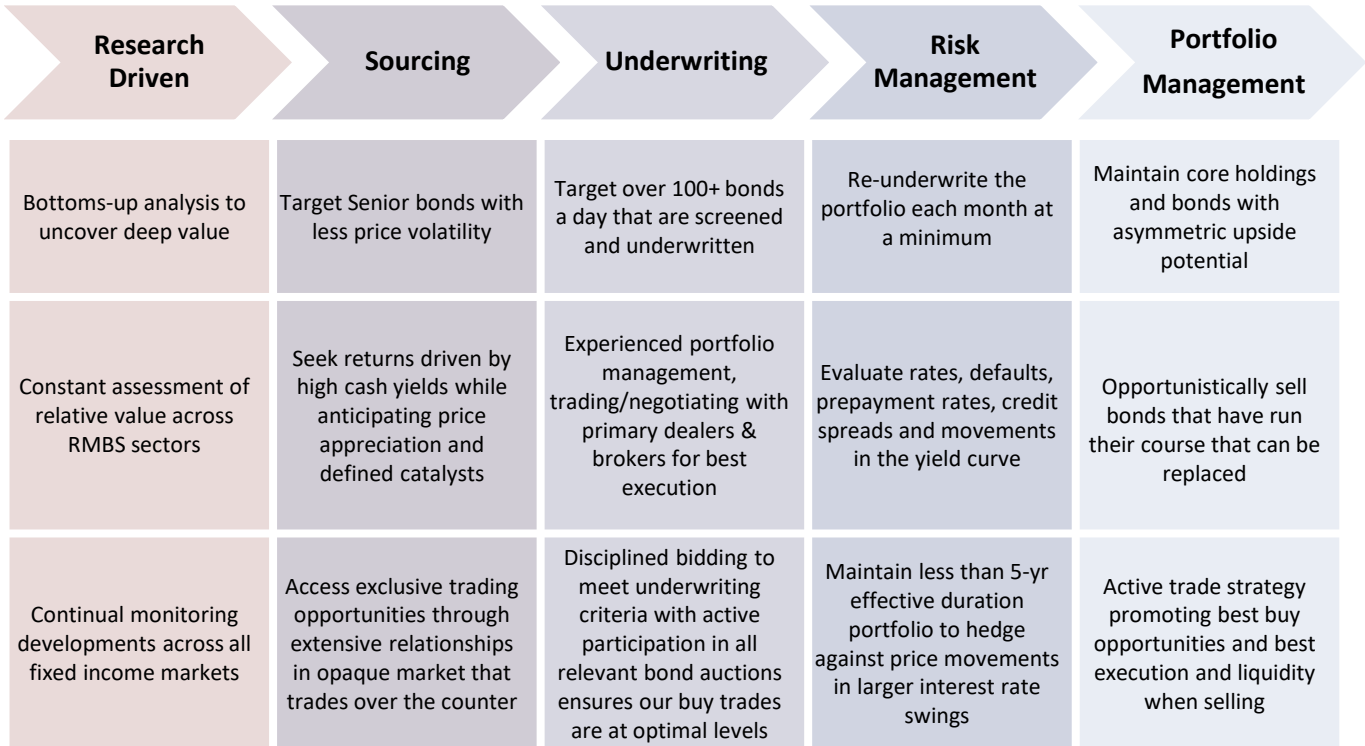 Research
Driven
Sourcing
Underwriting
Risk
Management
Portfolio
Management
Bottoms-up analysis to
uncover deep value
Target Senior bonds with
less price volatility
Target over 100+ bonds
a day that are screened
and underwritten
Re-underwrite the
portfolio each month at
a minimum
Maintain core holdings
and bonds with
asymmetric upside
potential
Constant assessment of
relative value across
RMBS sectors
Seek returns driven by
high cash yields while
anticipating price
appreciation and
defined catalysts
Experienced portfolio
management,
trading/negotiating with
primary dealers &
brokers for best
execution
Evaluate rates, defaults,
prepayment rates, credit
spreads and movements
in the yield curve
Opportunistically sell
bonds that have run
their course that can be
replaced
Continual monitoring
developments across all
fixed income markets
Access exclusive trading
opportunities through
extensive relationships
in opaque market that
trades over the counter
Disciplined bidding to
meet underwriting
criteria with active
participation in all
relevant bond auctions
ensures our buy trades
are at optimal levels
Maintain less than 5-yr
effective duration
portfolio to hedge
against price movements
in larger interest rate
swings
Active trade strategy
promoting best buy
opportunities and best
execution and liquidity
when selling